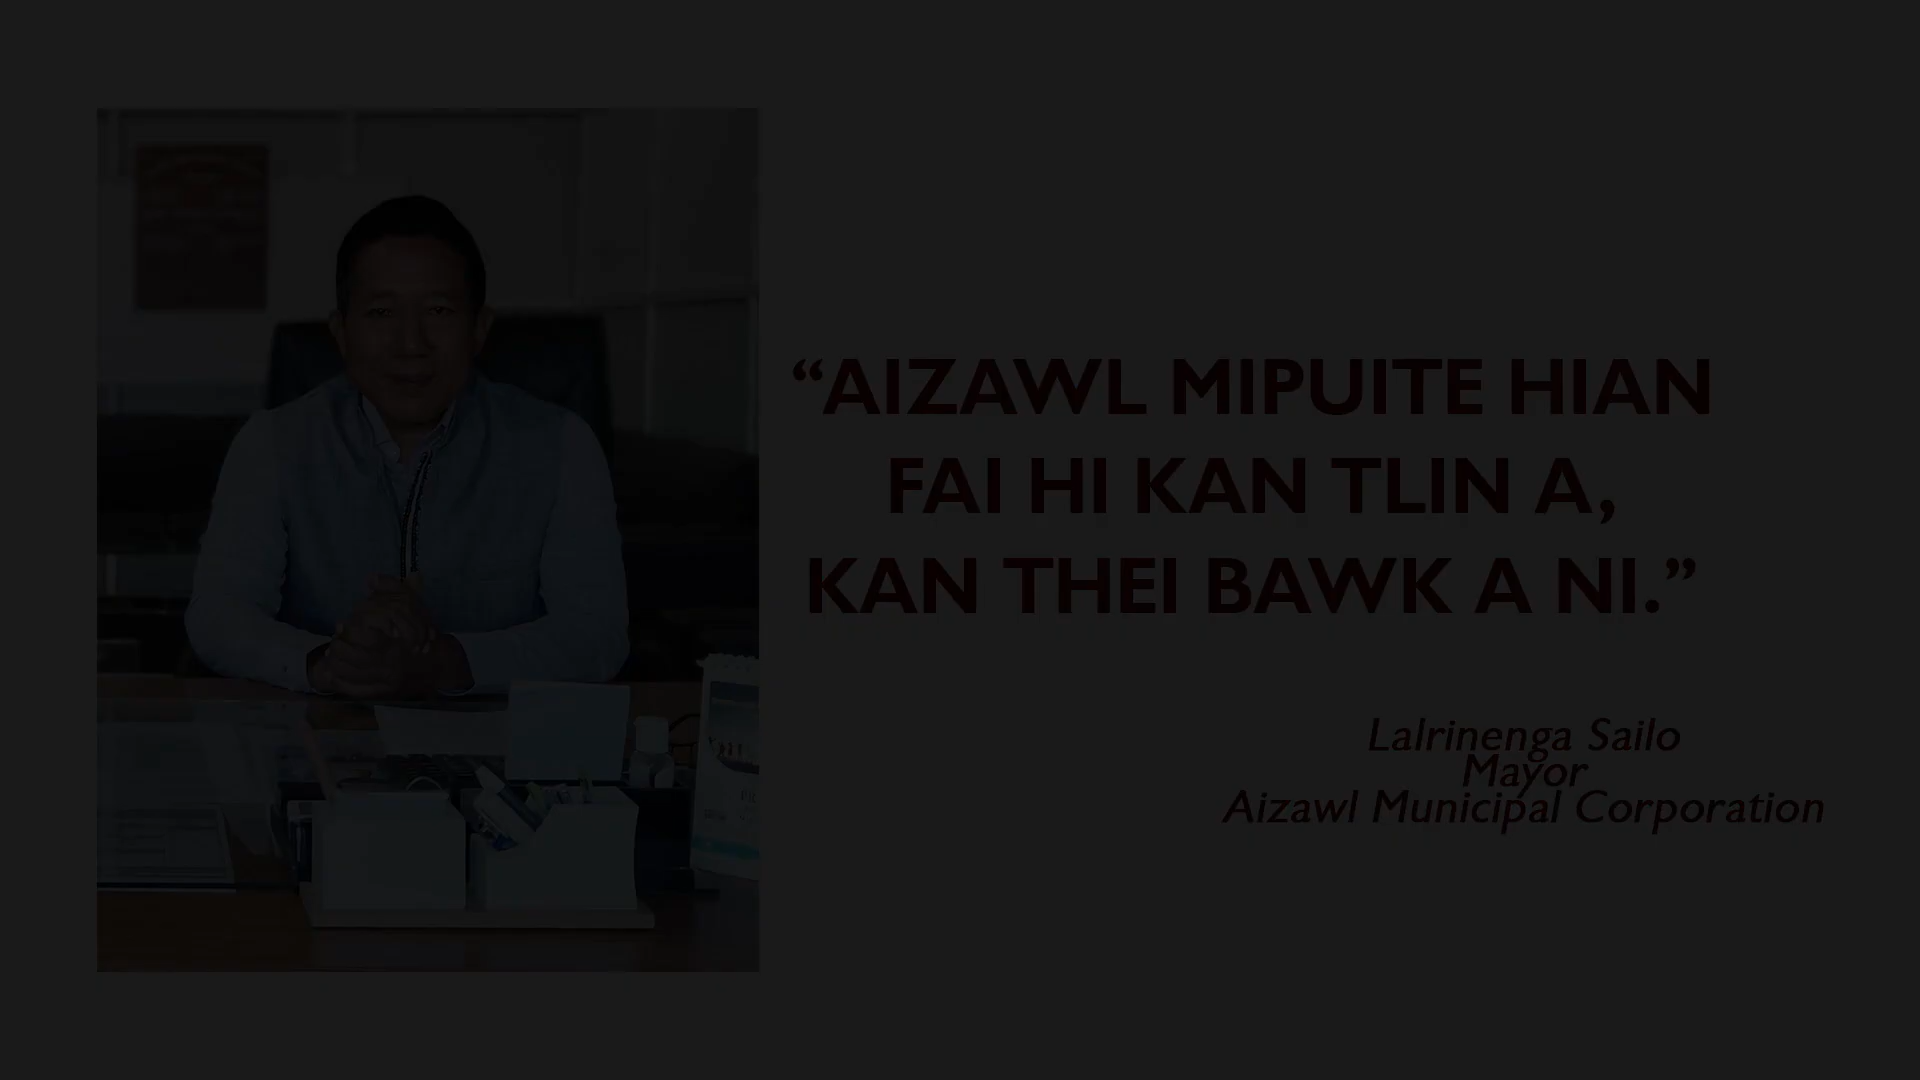 “AIZAWL MIPUITE HIAN
FAI HI KAN TLIN A,
KAN THEI BAWK A NI.”
Lalrinenga Sailo
Mayor
Aizawl Municipal Corporation